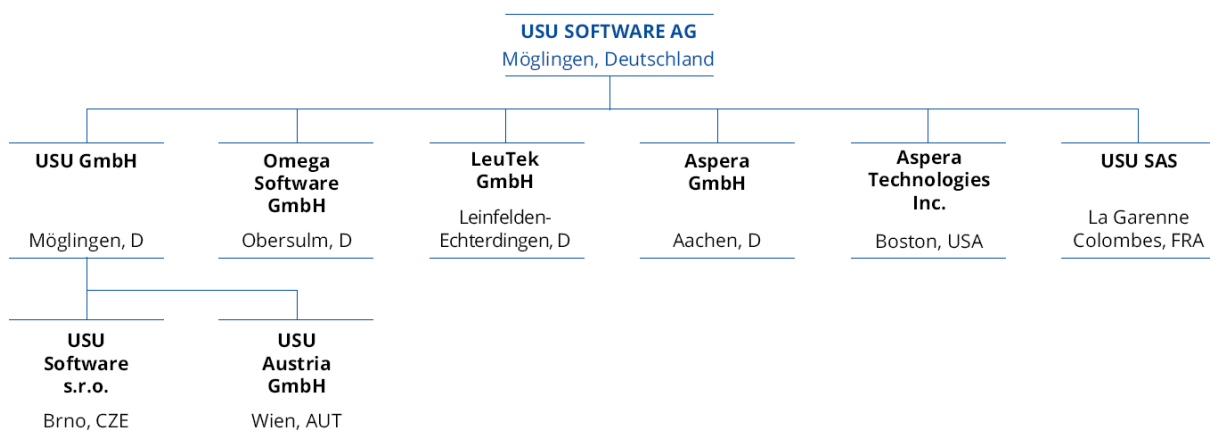 USU SOFTWARE AG
Möglingen, Deutschland
USU GmbH
Möglingen, D
Omega
Software
GmbH
Obersulm, D
LeuTek
GmbH
Leinfelden-
Echterdingen, D
Aspera
GmbH
Aachen, D
Aspera
Technologies
Inc.
Boston, USA
USU SAS
La Garenne
Colombes, FRA
USU
Software
s.r.o.
Brno, CZE
USU
Austria
GmbH
Wien, AUT